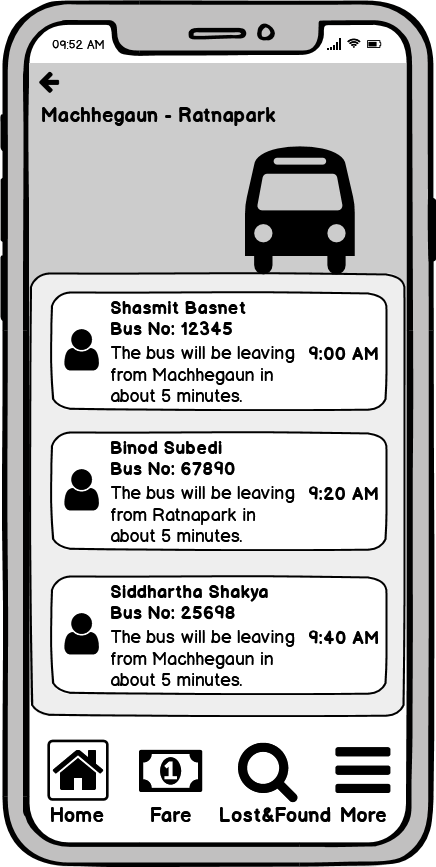 09:52 AM
Machhegaun - Ratnapark
Shasmit Basnet
Bus No: 12345
The bus will be leaving 9:00 AM
from Machhegaun in
about 5 minutes.
Binod Subedi
Bus No: 67890
The bus will be leaving 9:20 AM
from Ratnapark in
about 5 minutes.
Siddhartha Shakya
Bus No: 25698
The bus will be leaving 9:40 AM
from Machhegaun in
about 5 minutes.
1
Home Fare Lost&Found More